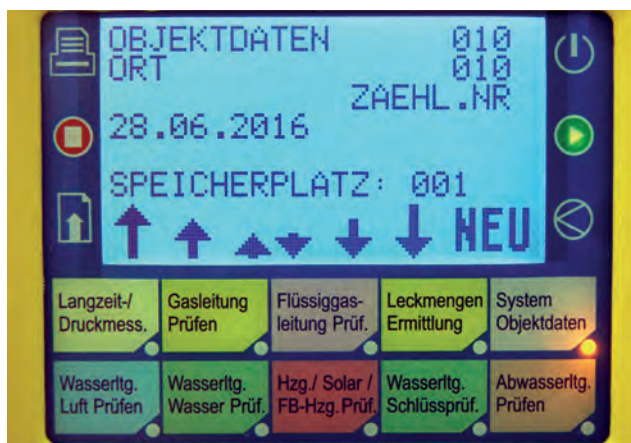 OBJEKTDATEN 010
ORT 010
ZAEHL.NR
28.06.2016
SPEICHERPLATZ: 001
NEU
Langzeit-/
Druckmess.
Gasleitung
Prüfen
Flüssiggas-
leitung Prüf.
Leckmengen
Ermittlung
System
Objektdaten
Wasserltg.
Luft Prüfen
Wasserltg.
Wasser Prüf.
Hzg./ Solar /
FB-Hzg.Prüf.
Wasserltg.
Schlüssprüf.
Abwasserltg.
Prüfen